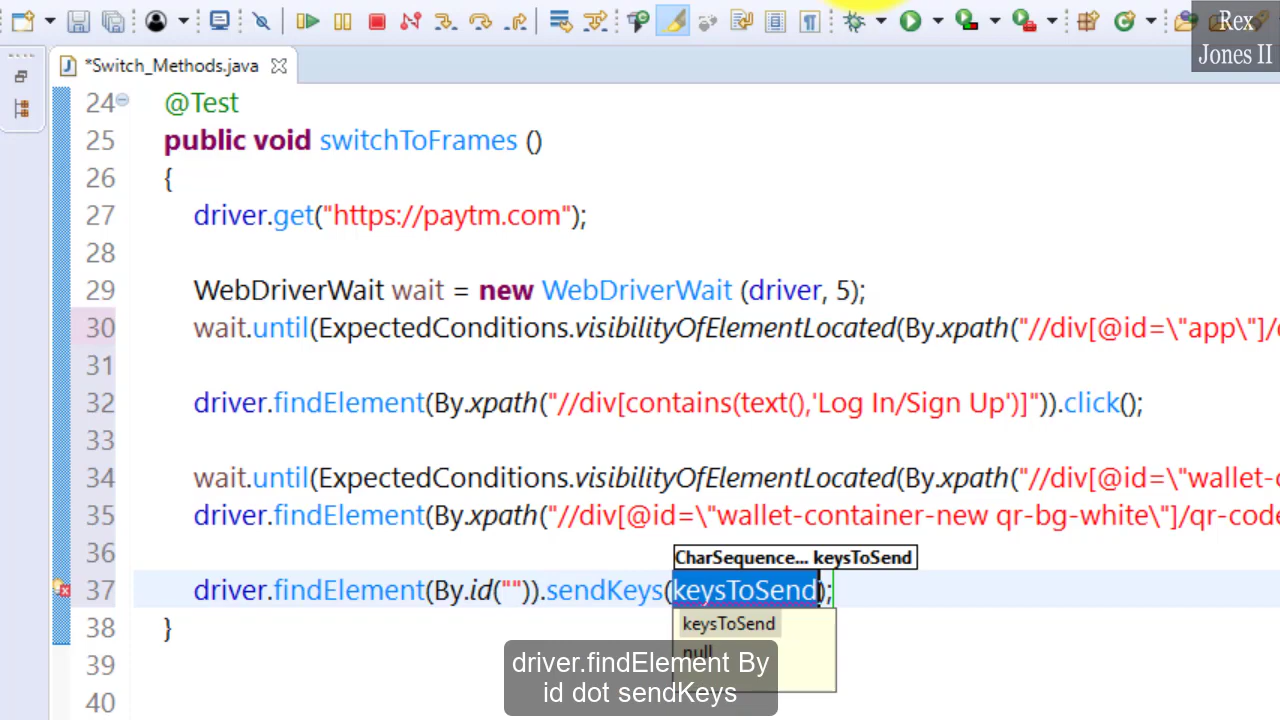 Rex
Jones II
*Switch_Methods.java
24 @Test
25 public void switchToFrames ()
26 {
27 driver.get("https://paytm.com");
28
29 WebDriverWait wait = new WebDriverWait (driver, 5);
30 wait.until(ExpectedConditions.visibilityOfElementLocated(By.xpath("//div[@id=\"app\"]/
31
32 driver.findElement(By.xpath("//div[contains(text(),'Log In/Sign Up')]")).click();
33
34 wait.until(ExpectedConditions.visibilityOfElementLocated(By.xpath("//div[@id=\"wallet-
35 driver.findElement(By.xpath("//div[@id=\"wallet-container-new qr-bg-white\"]/qr-code
36
CharSequence... keysToSend
37 driver.findElement(By.id("")).sendKeys(keysToSend);
keysToSend
null
38 }
39
40
driver.findElement By
id dot sendKeys